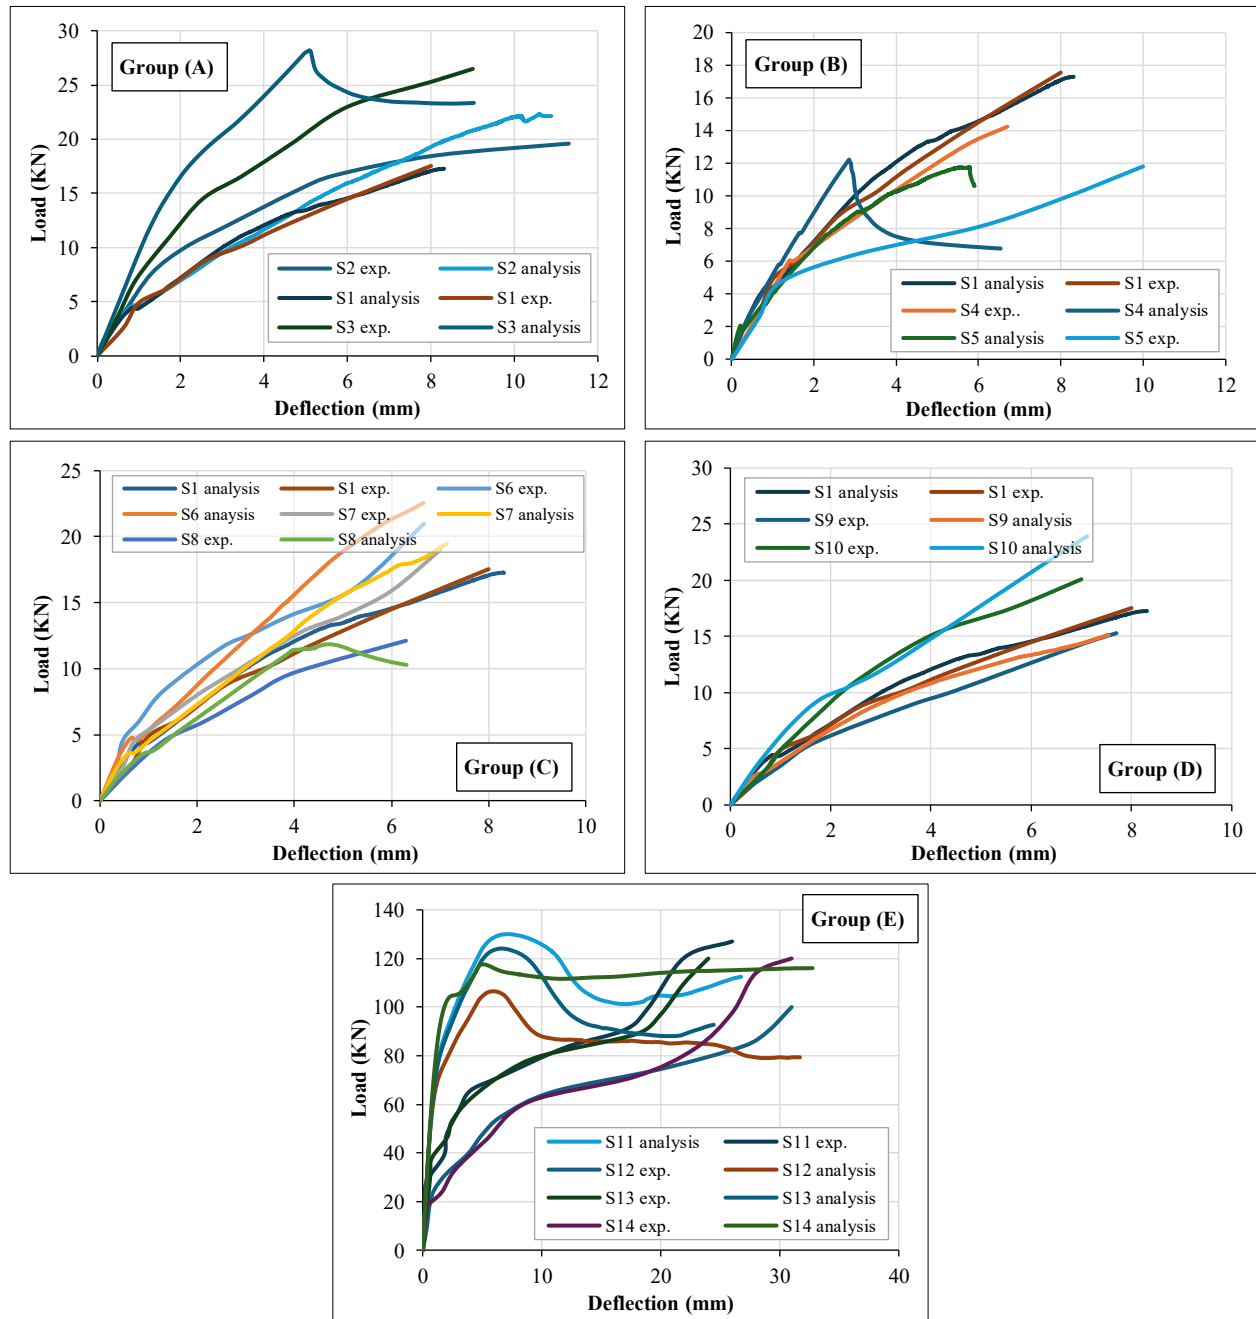 30
25
20
15
10
5
0
Load (KN)
Group (A)
S2 exp.
S2 analysis
S1 analysis
S1 exp.
S3 exp.
S3 analysis
0 2 4 6 8 10 12
Deflection (mm)
20
18
16
14
12
10
8
6
4
2
0
Load (KN)
Group (B)
S1 analysis
S1 exp.
S4 exp..
S4 analysis
S5 analysis
S5 exp.
0 2 4 6 8 10 12
Deflection (mm)
25
20
15
10
5
0
Load (KN)
S1 analysis
S1 exp.
S6 exp.
S6 anaysis
S7 exp.
S7 analysis
S8 exp.
S8 analysis
Group (C)
0 2 4 6 8 10
Deflection (mm)
30
25
20
15
10
5
0
Load (KN)
S1 analysis
S1 exp.
S9 exp.
S9 analysis
S10 exp.
S10 analysis
Group (D)
0 2 4 6 8 10
Deflection (mm)
140
120
100
80
60
40
20
0
Load (KN)
Group (E)
S11 analysis
S11 exp.
S12 exp.
S12 analysis
S13 exp.
S13 analysis
S14 exp.
S14 analysis
0 10 20 30 40
Deflection (mm)